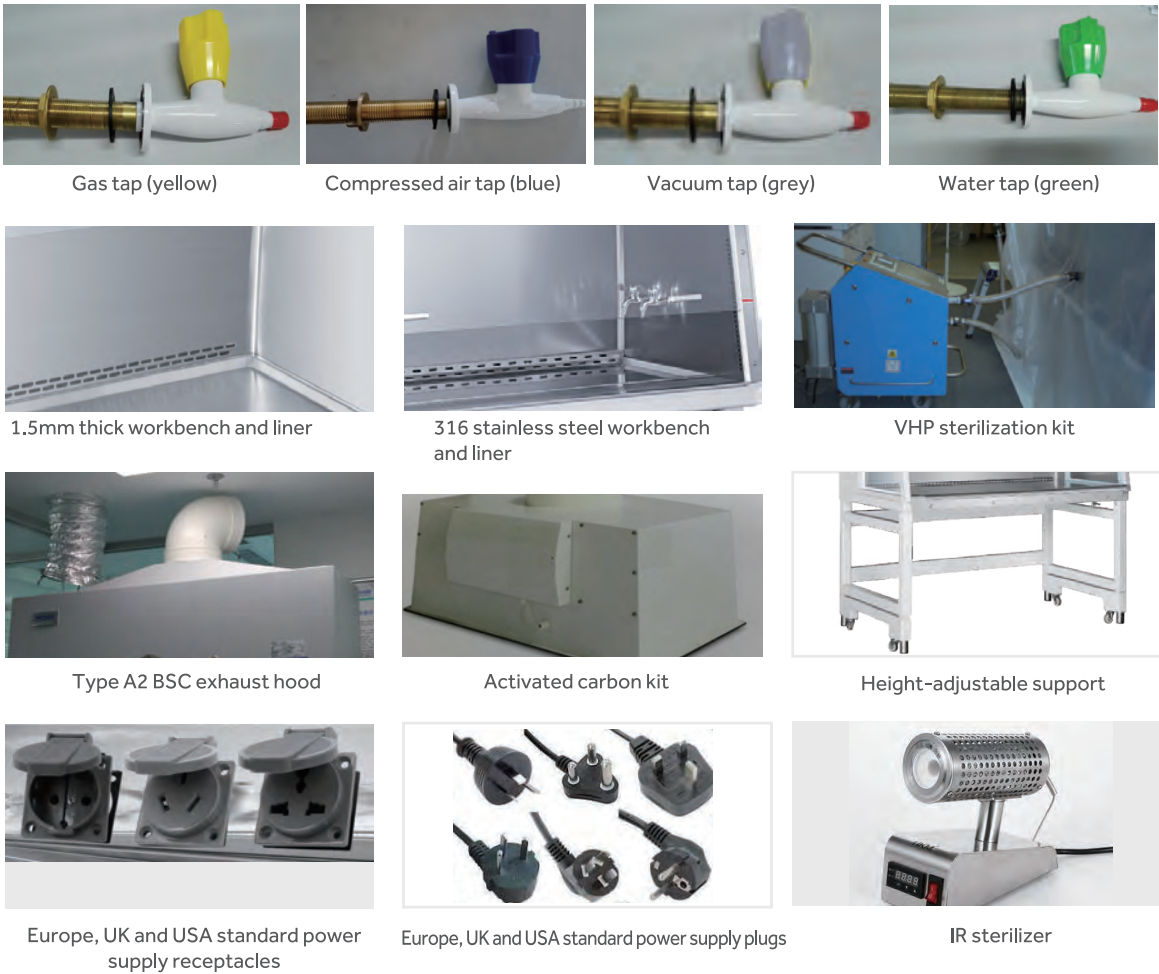 Gas tap (yellow)
Compressed air tap (blue)
Vacuum tap (grey)
Water tap (green)
1.5mm thick workbench and liner
316 stainless steel workbench
and liner
VHP sterilization kit
Type A2 BSC exhaust hood
Activated carbon kit
Height-adjustable support
Europe, UK and USA standard power
supply receptacles
Europe, UK and USA standard power supply plugs
IR sterilizer